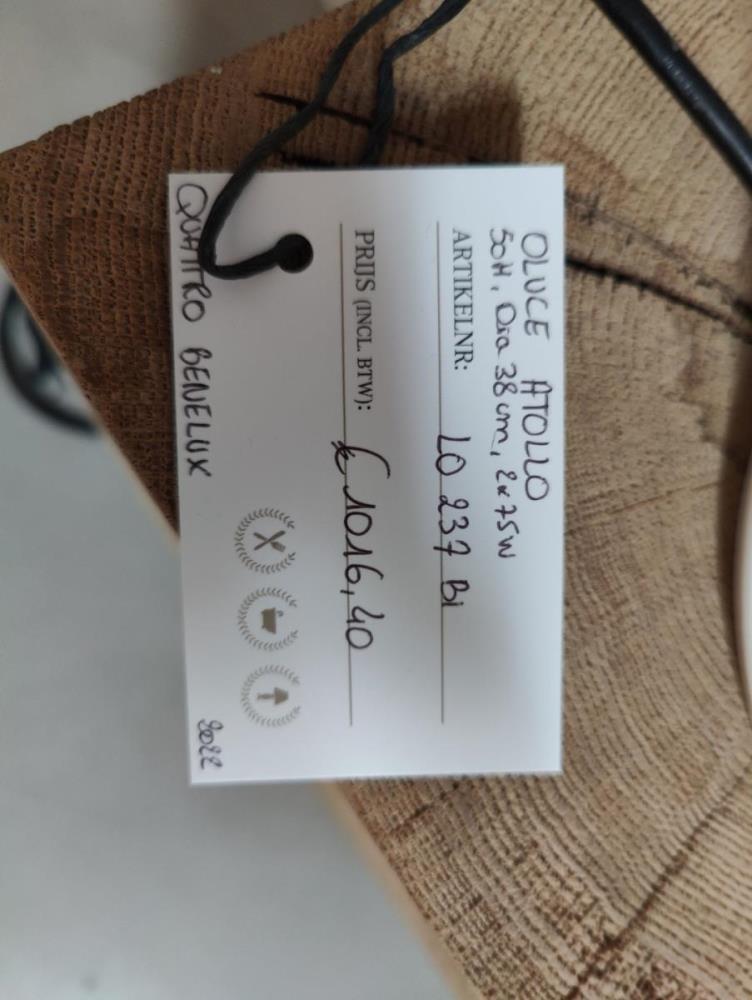 OLUCE ATOLLO
50H, Dia 38 cm, 2x75W
ARTIKELNR: LO 237 Bi
PRIJS (INCL. BTW): € 1016,40
QUATTRO BENELUX 2022